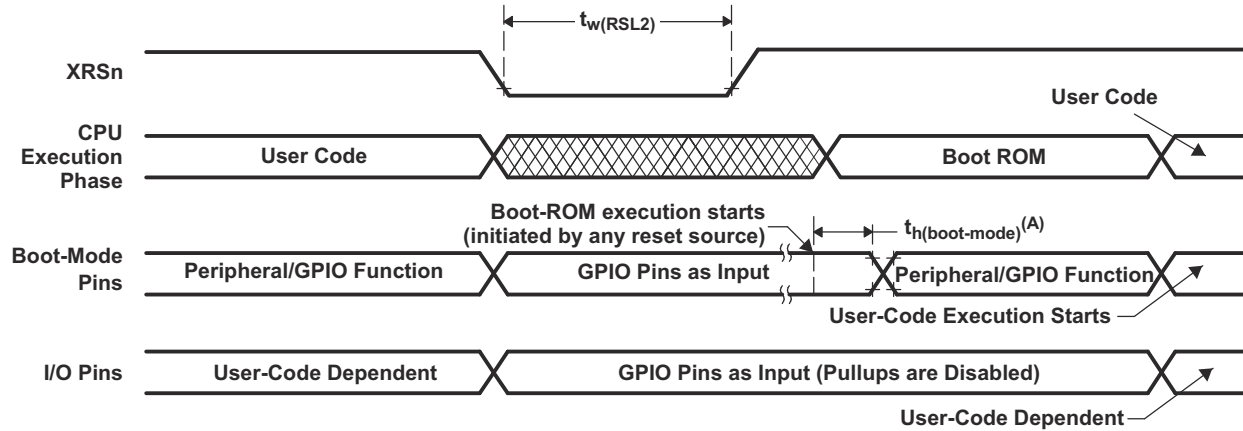 tw(RSL2)
XRSn
User Code
CPU
Execution
Phase
User Code
Boot ROM
Boot-ROM execution starts
(initiated by any reset source)
th(boot-mode)(A)
Boot-Mode
Pins
Peripheral/GPIO Function
GPIO Pins as Input
Peripheral/GPIO Function
User-Code Execution Starts
I/O Pins
User-Code Dependent
GPIO Pins as Input (Pullups are Disabled)
User-Code Dependent